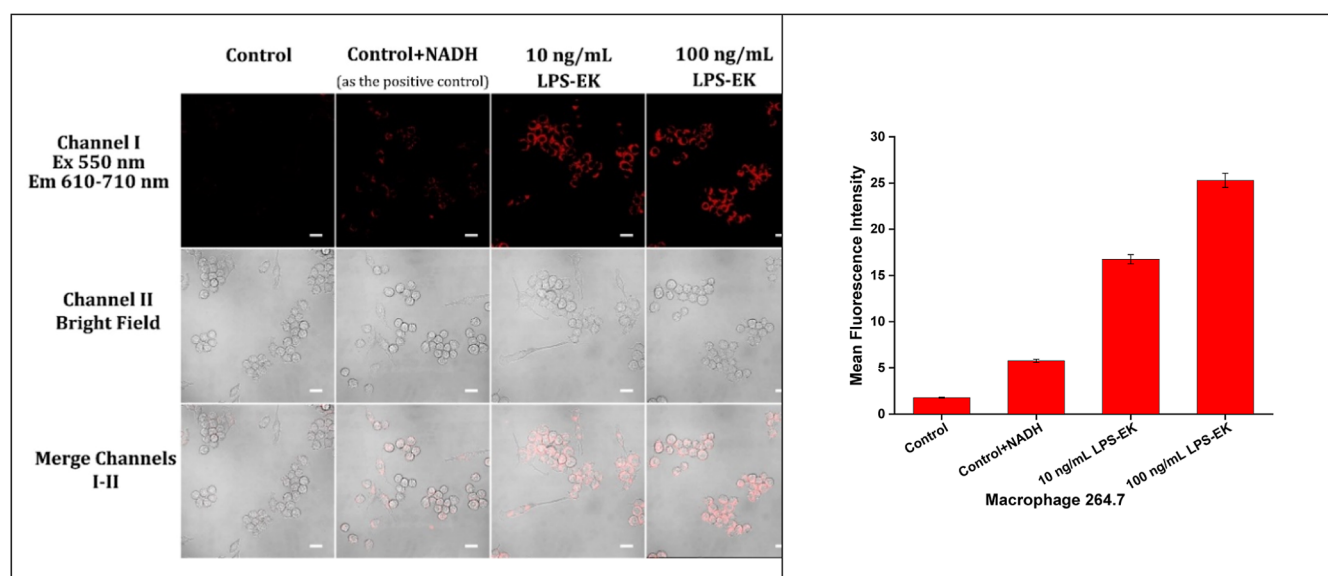 Control
Control+NADH
(as the positive control)
10 ng/mL
LPS-EK
100 ng/mL
LPS-EK
Channel I
Ex 550 nm
Em 610-710 nm
Channel II
Bright Field
Merge Channels
I-II
Mean Fluorescence Intensity
30
25
20
15
10
5
0
Control
Control+NADH
10 ng/mL LPS-EK
100 ng/mL LPS-EK
Macrophage 264.7